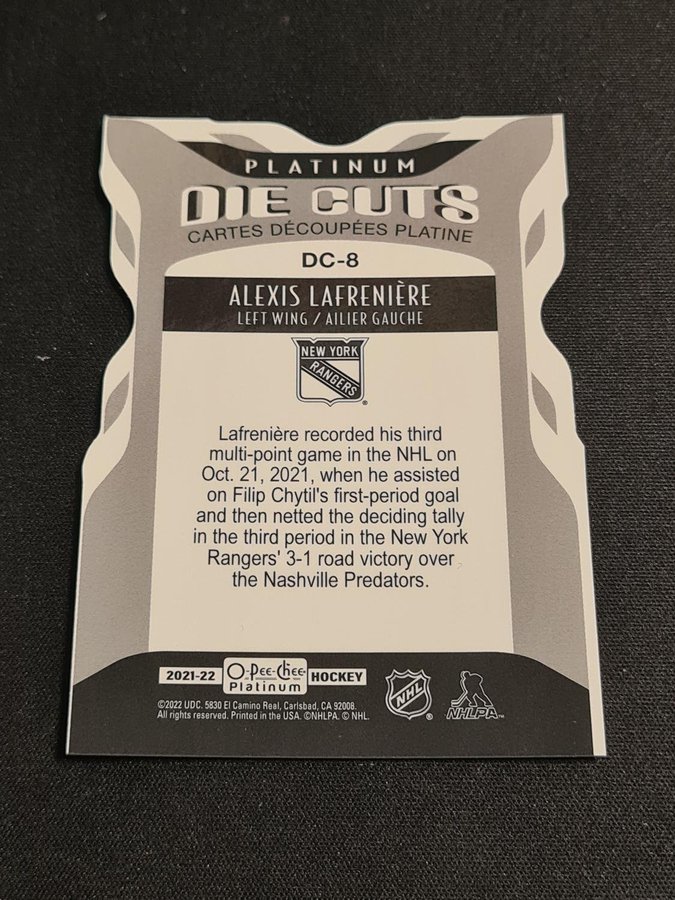 PLATINUM
DIE CUTS
CARTES DÉCOUPÉES PLATINE
DC-8
ALEXIS LAFRENIÈRE
LEFT WING / AILIER GAUCHE
NEW YORK
RANGERS
Lafrenière recorded his third
multi-point game in the NHL on
Oct. 21, 2021, when he assisted
on Filip Chytil's first-period goal
and then netted the deciding tally
in the third period in the New York
Rangers' 3-1 road victory over
the Nashville Predators.
2021-22 O-Pee-Chee HOCKEY
Platinum
©2022 UDC. 5830 El Camino Real, Carlsbad, CA 92008.
All rights reserved. Printed in the USA. ©NHLPA. © NHL.
NHL
NHLPA